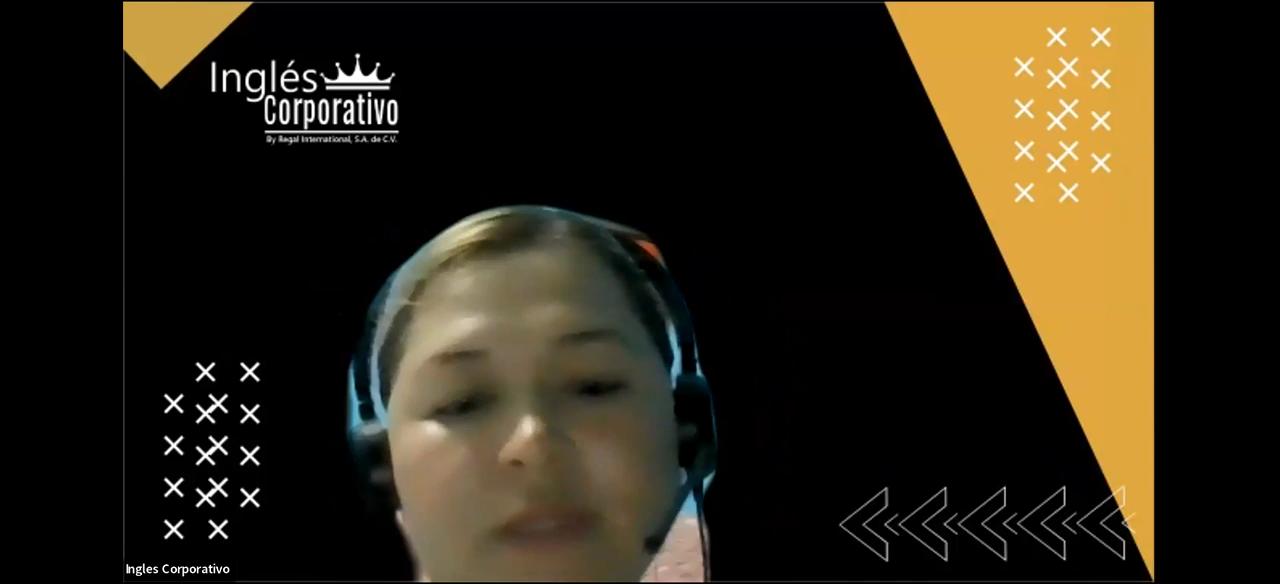 Inglés
Corporativo
By Regal International, S.A. de C.V.
Ingles Corporativo